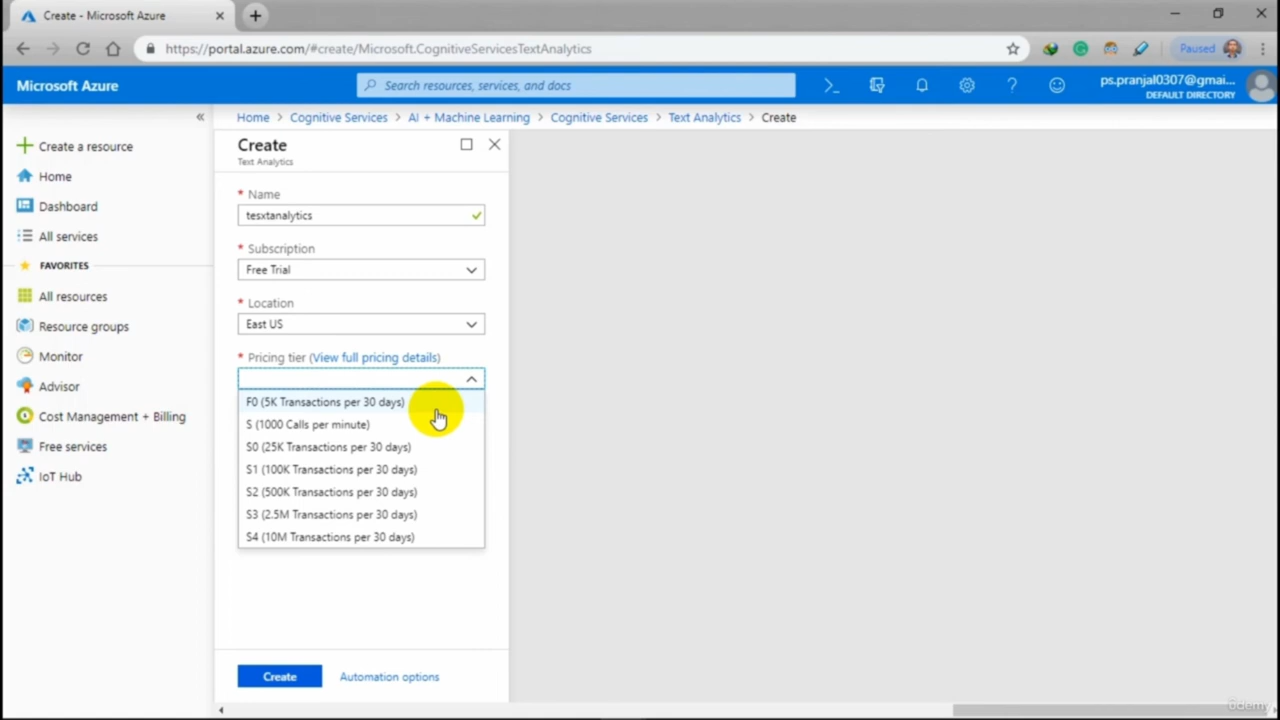 Create - Microsoft Azure
https://portal.azure.com/#create/Microsoft.CognitiveServicesTextAnalytics
Paused
Microsoft Azure
Search resources, services, and docs
ps.pranjal0307@gmai...
DEFAULT DIRECTORY
Home > Cognitive Services > AI + Machine Learning > Cognitive Services > Text Analytics > Create
Create a resource
Home
Dashboard
All services
FAVORITES
All resources
Resource groups
Monitor
Advisor
Cost Management + Billing
Free services
IoT Hub
Create
Text Analytics
* Name
tesxtanalytics
* Subscription
Free Trial
* Location
East US
* Pricing tier (View full pricing details)
F0 (5K Transactions per 30 days)
S (1000 Calls per minute)
S0 (25K Transactions per 30 days)
S1 (100K Transactions per 30 days)
S2 (500K Transactions per 30 days)
S3 (2.5M Transactions per 30 days)
S4 (10M Transactions per 30 days)
Create
Automation options
ûdemy